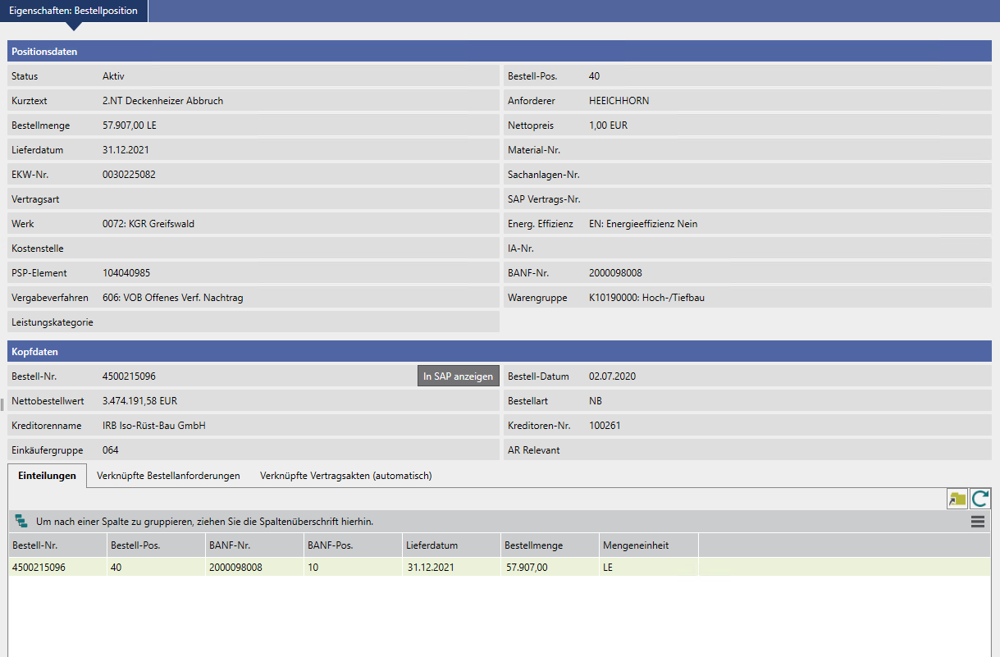 Eigenschaften: Bestellposition
Positionsdaten
Status Aktiv Bestell-Pos. 40
Kurztext 2.NT Deckenheizer Abbruch Anforderer HEEICHHORN
Bestellmenge 57.907,00 LE Nettopreis 1,00 EUR
Lieferdatum 31.12.2021 Material-Nr.
EKW-Nr. 0030225082 Sachanlagen-Nr.
Vertragsart SAP Vertrags-Nr.
Werk 0072: KGR Greifswald Energ. Effizienz EN: Energieeffizienz Nein
Kostenstelle IA-Nr.
PSP-Element 104040985 BANF-Nr. 2000098008
Vergabeverfahren 606: VOB Offenes Verf. Nachtrag Warengruppe K10190000: Hoch-/Tiefbau
Leistungskategorie
Kopfdaten
Bestell-Nr. 4500215096 In SAP anzeigen Bestell-Datum 02.07.2020
Nettobestellwert 3.474.191,58 EUR Bestellart NB
Kreditorenname IRB Iso-Rüst-Bau GmbH Kreditoren-Nr. 100261
Einkäufergruppe 064 AR Relevant
Einteilungen Verknüpfte Bestellanforderungen Verknüpfte Vertragsakten (automatisch)
Um nach einer Spalte zu gruppieren, ziehen Sie die Spaltenüberschrift hierhin.
Bestell-Nr. Bestell-Pos. BANF-Nr. BANF-Pos. Lieferdatum Bestellmenge Mengeneinheit
4500215096 40 2000098008 10 31.12.2021 57.907,00 LE